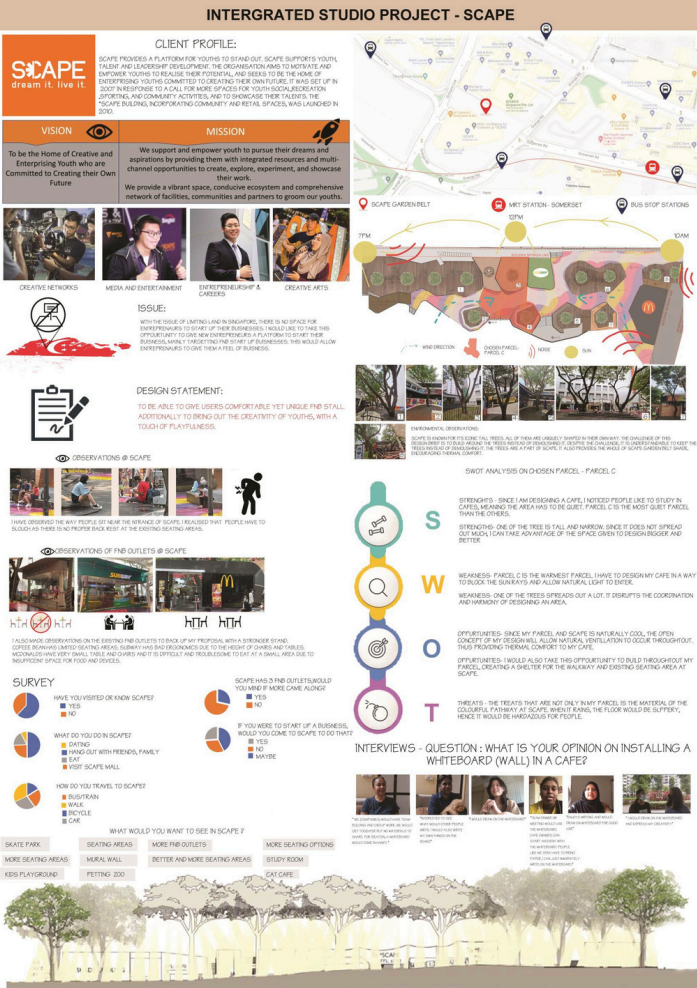 INTERGRATED STUDIO PROJECT - SCAPE
S*CAPE
dream it. live it.
CLIENT PROFILE:
SCAPE PROVIDES A PLATFORM FOR YOUTHS TO STAND OUT. SCAPE SUPPORTS YOUTH,
TALENT AND LEADERSHIP DEVELOPMENT. THE ORGANISATION AIMS TO MOTIVATE AND
EMPOWER YOUTHS TO REALISE THEIR POTENTIAL, AND SEEKS TO BE THE HOME OF
ENTERPRISING YOUTHS COMMITTED TO CREATING THEIR OWN FUTURE. IT WAS SET UP IN
2007 IN RESPONSE TO A CALL FOR MORE SPACES FOR YOUTH SOCIAL,RECREATION
,SPORTING, AND COMMUNITY ACTIVITIES, AND TO SHOWCASE THEIR TALENTS. THE
*SCAPE BUILDING, INCORPORATING COMMUNITY AND RETAIL SPACES, WAS LAUNCHED IN
2010.
VISION
To be the Home of Creative and
Enterprising Youth who are
Committed to Creating their Own
Future
MISSION
We support and empower youth to pursue their dreams and
aspirations by providing them with integrated resources and multi-
channel opportunities to create, explore, experiment, and showcase
their work.
We provide a vibrant space, conducive ecosystem and comprehensive
network of facilities, communities and partners to groom our youths.
CREATIVE NETWORKS
MEDIA AND ENTERTAINMENT
ENTREPRENEURSHIP &
CAREERS
CREATIVE ARTS
ISSUE:
WITH THE ISSUE OF LIMITING LAND IN SINGAPORE, THERE IS NO SPACE FOR
ENTREPRENAURS TO START UP THEIR BUSINESSES. I WOULD LIKE TO TAKE THIS
OPPOURTUNITY TO GIVE NEW ENTREPRENEURS A PLATFORM TO START THEIR
BUSINESS, MAINLY TARGETTING FNB START UP BUSINESSES. THIS WOULD ALLOW
ENTREPRENAURS TO GIVE THEM A FEEL OF BUSINESS.
DESIGN STATEMENT:
TO BE ABLE TO GIVE USERS COMFORTABLE YET UNIQUE FNB STALL.
ADDITIONALLY TO BRING OUT THE CREATIVITY OF YOUTHS, WITH A
TOUCH OF PLAYFULNESS.
OBSERVATIONS @ SCAPE
I HAVE OBSERVED THE WAY PEOPLE SIT NEAR THE NTRANCE OF SCAPE. I REALISED THAT PEOPLE HAVE TO
SLOUCH AS THERE IS NO PROPER BACK REST AT THE EXISTING SEATING AREAS.
OBSERVATIONS OF FNB OUTLETS @ SCAPE
SUBWAY
I ALSO MADE OBSERVATIONS ON THE EXISTING FNB OUTLETS TO BACK UP MY PROPOSAL WITH A STRONGER STAND.
COFEEE BEAN HAS LIMITED SEATING AREAS; SUBWAY HAS BAD ERGONOMICS DUE TO THE HEIGHT OF CHAIRS AND TABLES.
MCDONALDS HAVE VERY SMALL TABLE AND CHAIRS AND IT IS DIFFICULT AND TROUBLESOME TO EAT AT A SMALL AREA DUE TO
INSUFFICIENT SPACE FOR FOOD AND DEVICES.
SURVEY
HAVE YOU VISITED OR KNOW SCAPE?
YES
NO
WHAT DO YOU DO IN SCAPE?
DATING
HANG OUT WITH FRIENDS, FAMILY
EAT
VISIT SCAPE MALL
HOW DO YOU TRAVEL TO SCAPE?
BUS/TRAIN
WALK
BICYCLE
CAR
SCAPE HAS 3 FNB OUTLETS,WOULD
YOU MIND IF MORE CAME ALONG?
YES
NO
IF YOU WERE TO START UP A BUSINESS,
WOULD YOU COME TO SCAPE TO DO THAT?
YES
NO
MAYBE
WHAT WOULD YOU WANT TO SEE IN SCAPE ?
SKATE PARK
SEATING AREAS
MORE FNB OUTLETS
MORE SEATING OPTIONS
MORE SEATING AREAS
MURAL WALL
BETTER AND MORE SEATING AREAS
STUDY ROOM
KIDS PLAYGROUND
PETTING ZOO
CAT CAFE
SCAPE GARDEN BELT
MRT STATION - SOMERSET
BUS STOP STATIONS
7PM
12PM
10AM
WIND DIRECTION
CHOSEN PARCEL-
PARCEL C
NOISE
SUN
ENVIRONMENTAL OBSERVATIONS:
SCAPE IS KNOWN FOR ITS ICONIC TALL TREES. ALL OF THEM ARE UNIQUELY SHAPED IN THEIR OWN WAY. THE CHALLENGE OF
THIS DESIGN BRIEF IS TO BUILD AROUND THE TREES INSTEAD OF DEMOLISHING IT. DESPITE THE CHALLENGE, IT IS UNDERSTANDABLE TO KEEP THE
TREES INSTEAD OF DEMOLISHING IT. THE TREES ARE A PART OF SCAPE. IT ALSO PROVIDES THE WHOLE OF SCAPE GARDEN BELT SHADE,
ENCOURAGING THERMAL COMFORT.
SWOT ANALYSIS ON CHOSEN PARCEL - PARCEL C
S
STRENGHTS - SINCE I AM DESIGNING A CAFE, I NOTICED PEOPLE LIKE TO STUDY IN
CAFES, MEANING THE AREA HAS TO BE QUIET. PARCEL C IS THE MOST QUIET PARCEL
THAN THE OTHERS.
STRENGTHS- ONE OF THE TREE IS TALL AND NARROW. SINCE IT DOES NOT SPREAD
OUT MUCH, I CAN TAKE ADVANTAGE OF THE SPACE GIVEN TO DESIGN BIGGER AND
BETTER
W
WEAKNESS- PARCEL C IS THE WARMEST PARCEL, I HAVE TO DESIGN MY CAFE IN A WAY
TO BLOCK THE SUN RAYS AND ALLOW NATURAL LIGHT TO ENTER.
WEAKNESS- ONE OF THE TREES SPREADS OUT A LOT. IT DISRUPTS THE COORDINATION
AND HARMONY OF DESIGNING AN AREA.
O
OPPURTUNITIES- SINCE MY PARCEL AND SCAPE IS NATURALLY COOL, THE OPEN
CONCEPT OF MY DESIGN WILL ALLOW NATURAL VENTILLATION TO OCCUR THROUGHTOUT.
THUS PROVIDING THERMAL COMFORT TO MY CAFE.
OPPURTUNITIES- I WOULD ALSO TAKE THIS OPPOURTUNITY TO BUILD THROUGHTOUT MY
PARCEL, CREATING A SHELTER FOR THE WALKWAY AND EXISTING SEATING AREA AT
SCAPE.
T
THREATS - THE TREATS THAT ARE NOT ONLY IN MY PARCEL IS THE MATERIAL OF THE
COLOURFUL PATHWAY AT SCAPE. WHEN IT RAINS, THE FLOOR WOULD BE SLIPPERY,
HENCE IT WOULD BE HARDAZOUS FOR PEOPLE.
INTERVIEWS - QUESTION : WHAT IS YOUR OPINION ON INSTALLING A
WHITEBOARD (WALL) IN A CAFE?
*SCAPE